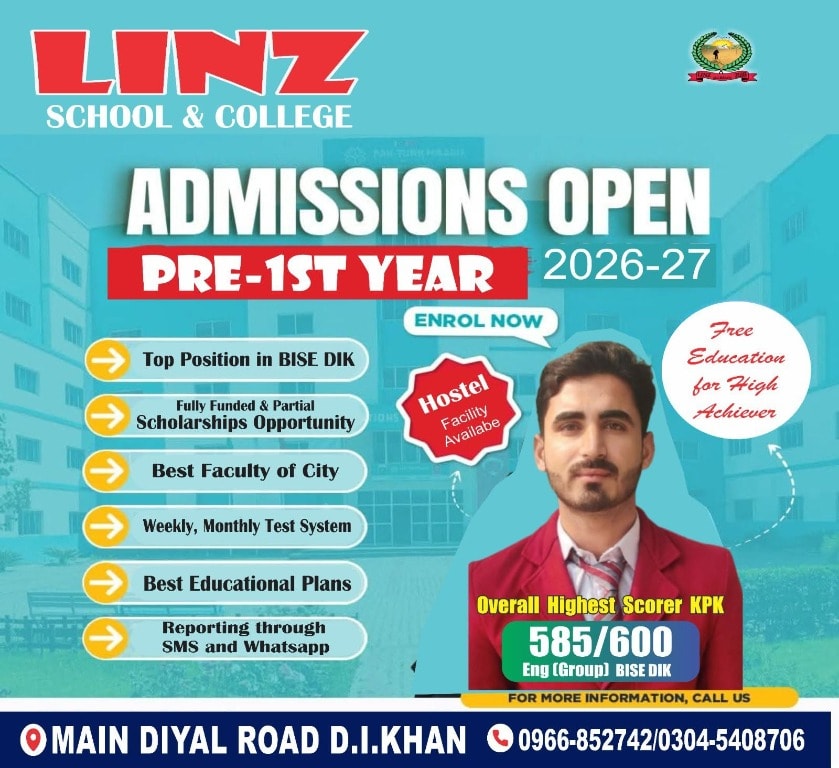 LINZ
SCHOOL & COLLEGE
ADMISSIONS OPEN
PRE-1ST YEAR
2026-27
ENROL NOW
Top Position in BISE DIK
Fully Funded & Partial
Scholarships Opportunity
Best Faculty of City
Weekly, Monthly Test System
Best Educational Plans
Reporting through
SMS and Whatsapp
Hostel
Facility
Availabe
Free
Education
for High
Achiever
Overall Highest Scorer KPK
585/600
Eng (Group) BISE DIK
FOR MORE INFORMATION, CALL US
MAIN DIYAL ROAD D.I.KHAN
0966-852742/0304-5408706